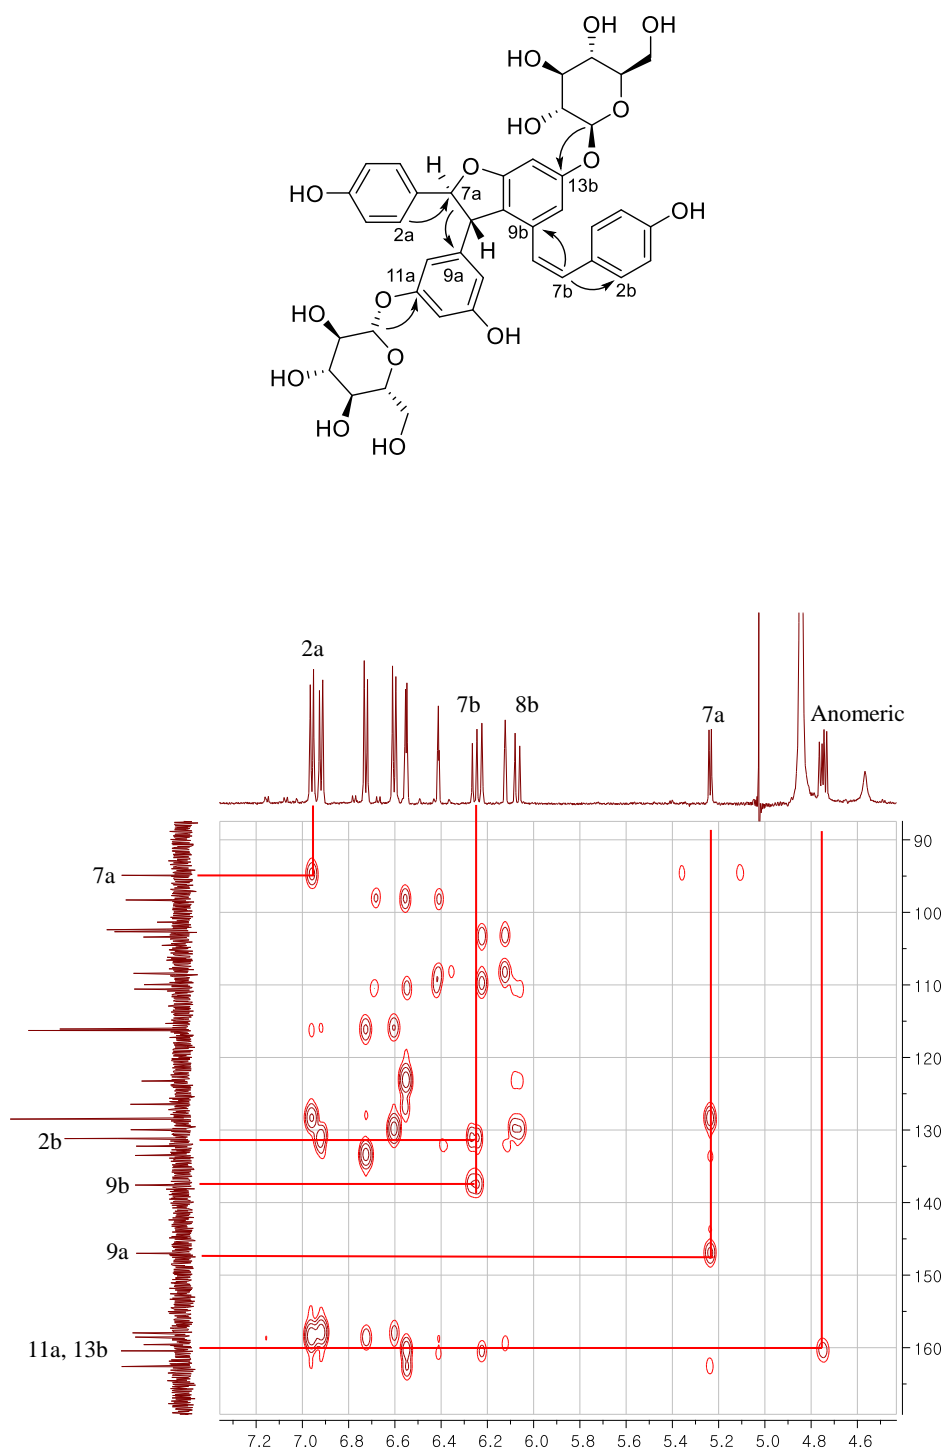 OH OH
HO
O
HO
O
H O 13b
7a
HO OH
2a 9b
H
11a 9a 7b 2b
O
HO OH
O
HO
HO HO
2a
7b 8b
7a Anomeric
7a 90
100
110
120
130
2b
9b 140
9a
150
11a, 13b 160
7.2 7.0 6.8 6.6 6.4 6.2 6.0 5.8 5.6 5.4 5.2 5.0 4.8 4.6